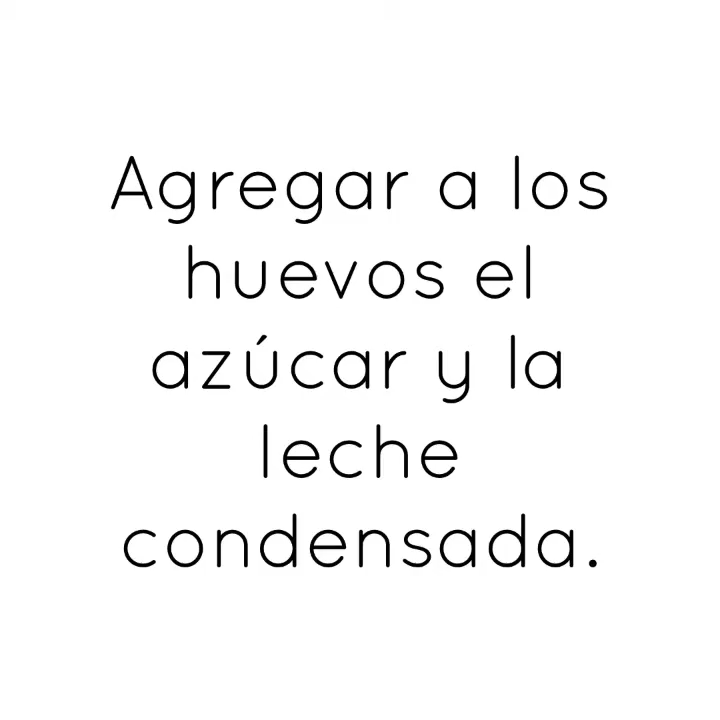 Agregar a los
huevos el
azúcar y la
leche
condensada.